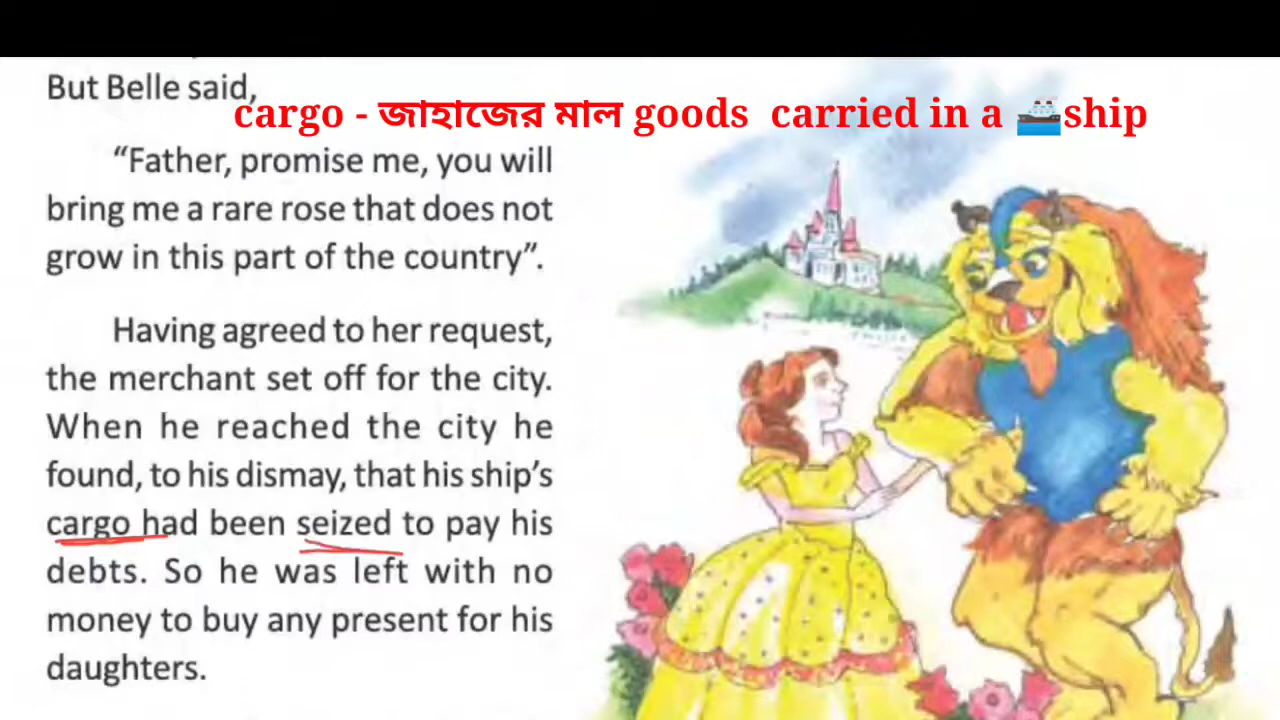 But Belle said,
cargo - জাহাজের মাল goods carried in a 🚢ship
“Father, promise me, you will
bring me a rare rose that does not
grow in this part of the country”.
Having agreed to her request,
the merchant set off for the city.
When he reached the city he
found, to his dismay, that his ship’s
cargo had been seized to pay his
debts. So he was left with no
money to buy any present for his
daughters.